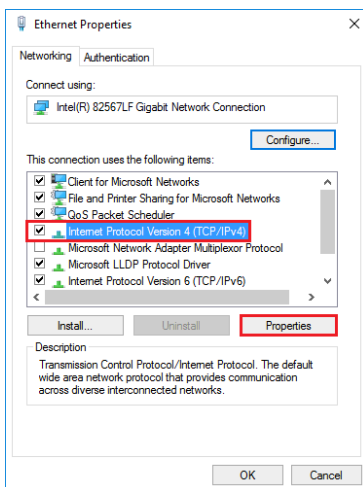 Ethernet Properties
Networking
Authentication
Connect using:
Intel(R) 82567LF Gigabit Network Connection
Configure...
This connection uses the following items:
Client for Microsoft Networks
File and Printer Sharing for Microsoft Networks
QoS Packet Scheduler
Internet Protocol Version 4 (TCP/IPv4)
Microsoft Network Adapter Multiplexor Protocol
Microsoft LLDP Protocol Driver
Internet Protocol Version 6 (TCP/IPv6)
Install...
Uninstall
Properties
Description
Transmission Control Protocol/Internet Protocol. The default
wide area network protocol that provides communication
across diverse interconnected networks.
OK
Cancel